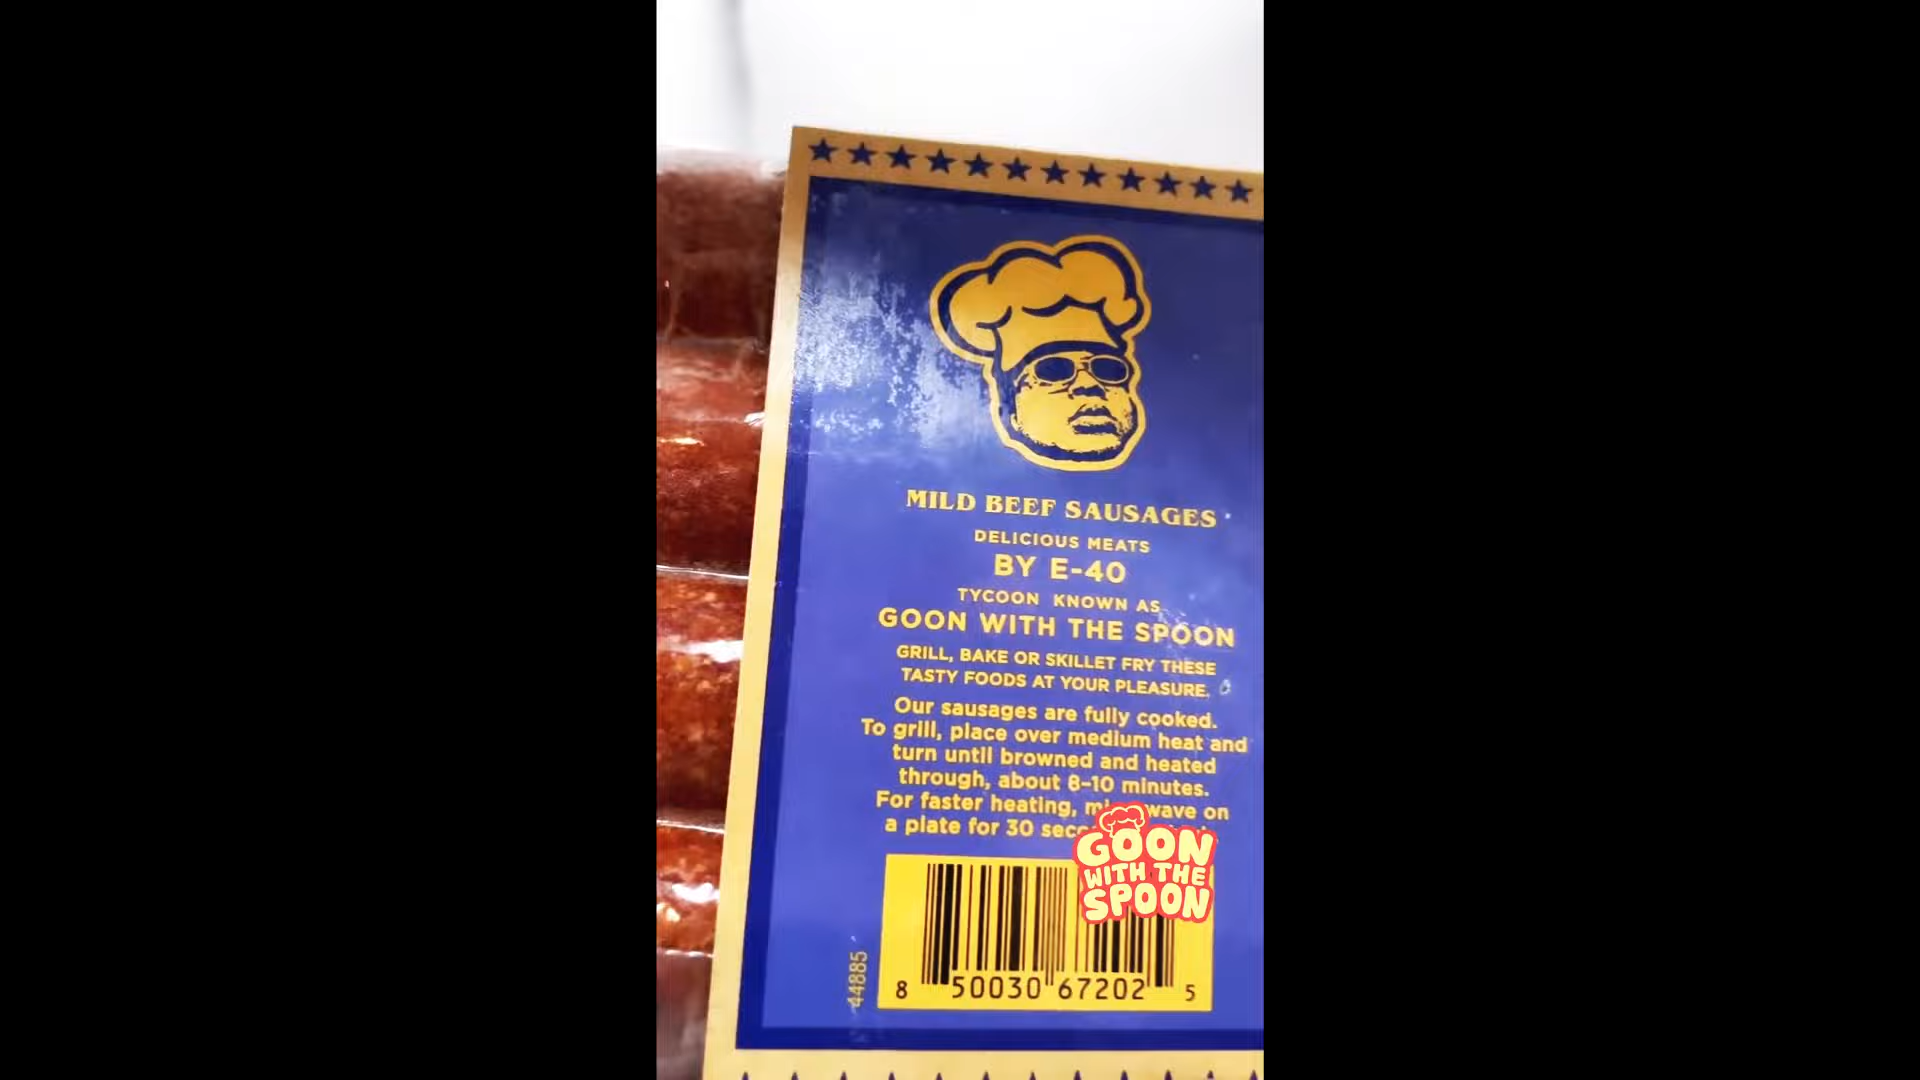 MILD BEEF SAUSAGES
DELICIOUS MEATS
BY E-40
TYCOON KNOWN AS
GOON WITH THE SPOON
GRILL, BAKE OR SKILLET FRY THESE
TASTY FOODS AT YOUR PLEASURE.
Our sausages are fully cooked.
To grill, place over medium heat and
turn until browned and heated
through, about 8-10 minutes.
For faster heating, microwave on
a plate for 30
GOON
WITH THE
SPOON
44885
8 50030 67202 5